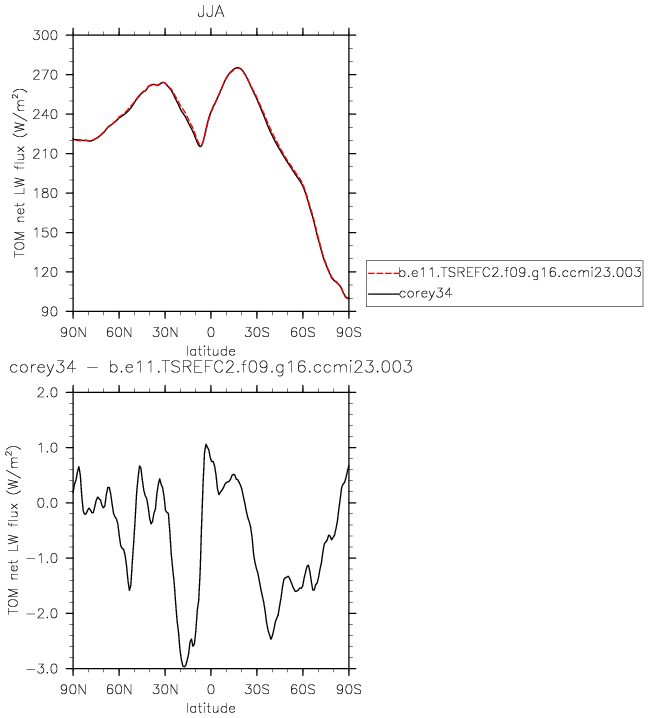 JJA
300
270
240
210
180
150
120
90
TOM net LW flux (W/m²)
90N 60N 30N 0 30S 60S 90S
latitude
b.e11.TSREFC2.f09.g16.ccmi23.003
corey34
corey34 − b.e11.TSREFC2.f09.g16.ccmi23.003
2.0
1.0
0.0
−1.0
−2.0
−3.0
TOM net LW flux (W/m²)
90N 60N 30N 0 30S 60S 90S
latitude